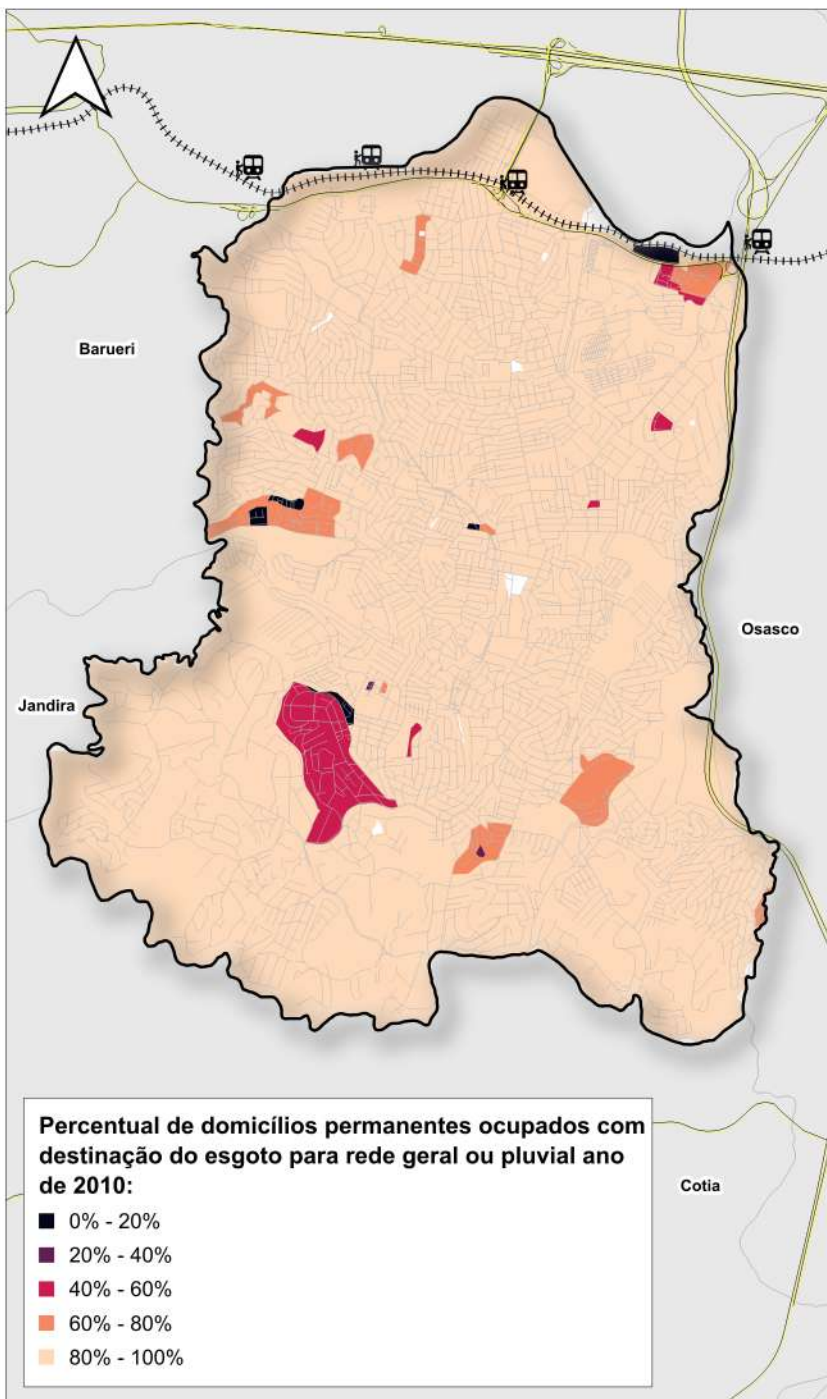 Barueri
Osasco
Jandira
Percentual de domicílios permanentes ocupados com
destinação do esgoto para rede geral ou pluvial ano
de 2010:
Cotia
0% - 20%
20% - 40%
40% - 60%
60% - 80%
80% - 100%